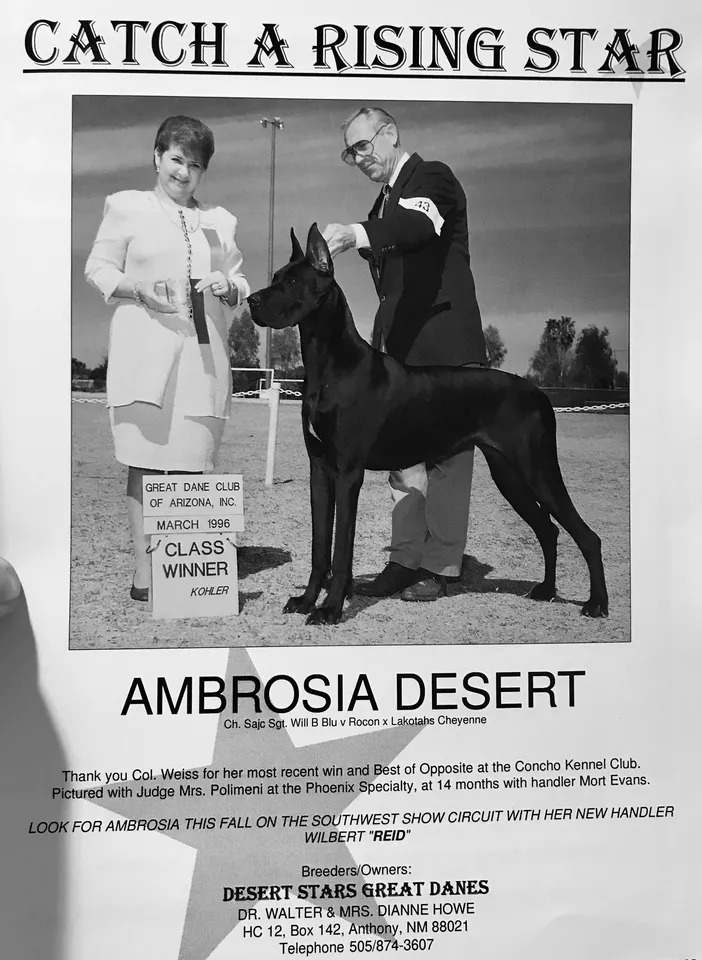 CATCH A RISING STAR
43
GREAT DANE CLUB
OF ARIZONA, INC.
MARCH 1996
CLASS
WINNER
KOHLER
AMBROSIA DESERT
Ch. Sajc Sgt. Will B Blu v Rocon x Lakotahs Cheyenne
Thank you Col. Weiss for her most recent win and Best of Opposite at the Concho Kennel Club.
Pictured with Judge Mrs. Polimeni at the Phoenix Specialty, at 14 months with handler Mort Evans.
LOOK FOR AMBROSIA THIS FALL ON THE SOUTHWEST SHOW CIRCUIT WITH HER NEW HANDLER
WILBERT "REID"
Breeders/Owners:
DESERT STARS GREAT DANES
DR. WALTER & MRS. DIANNE HOWE
HC 12, Box 142, Anthony, NM 88021
Telephone 505/874-3607